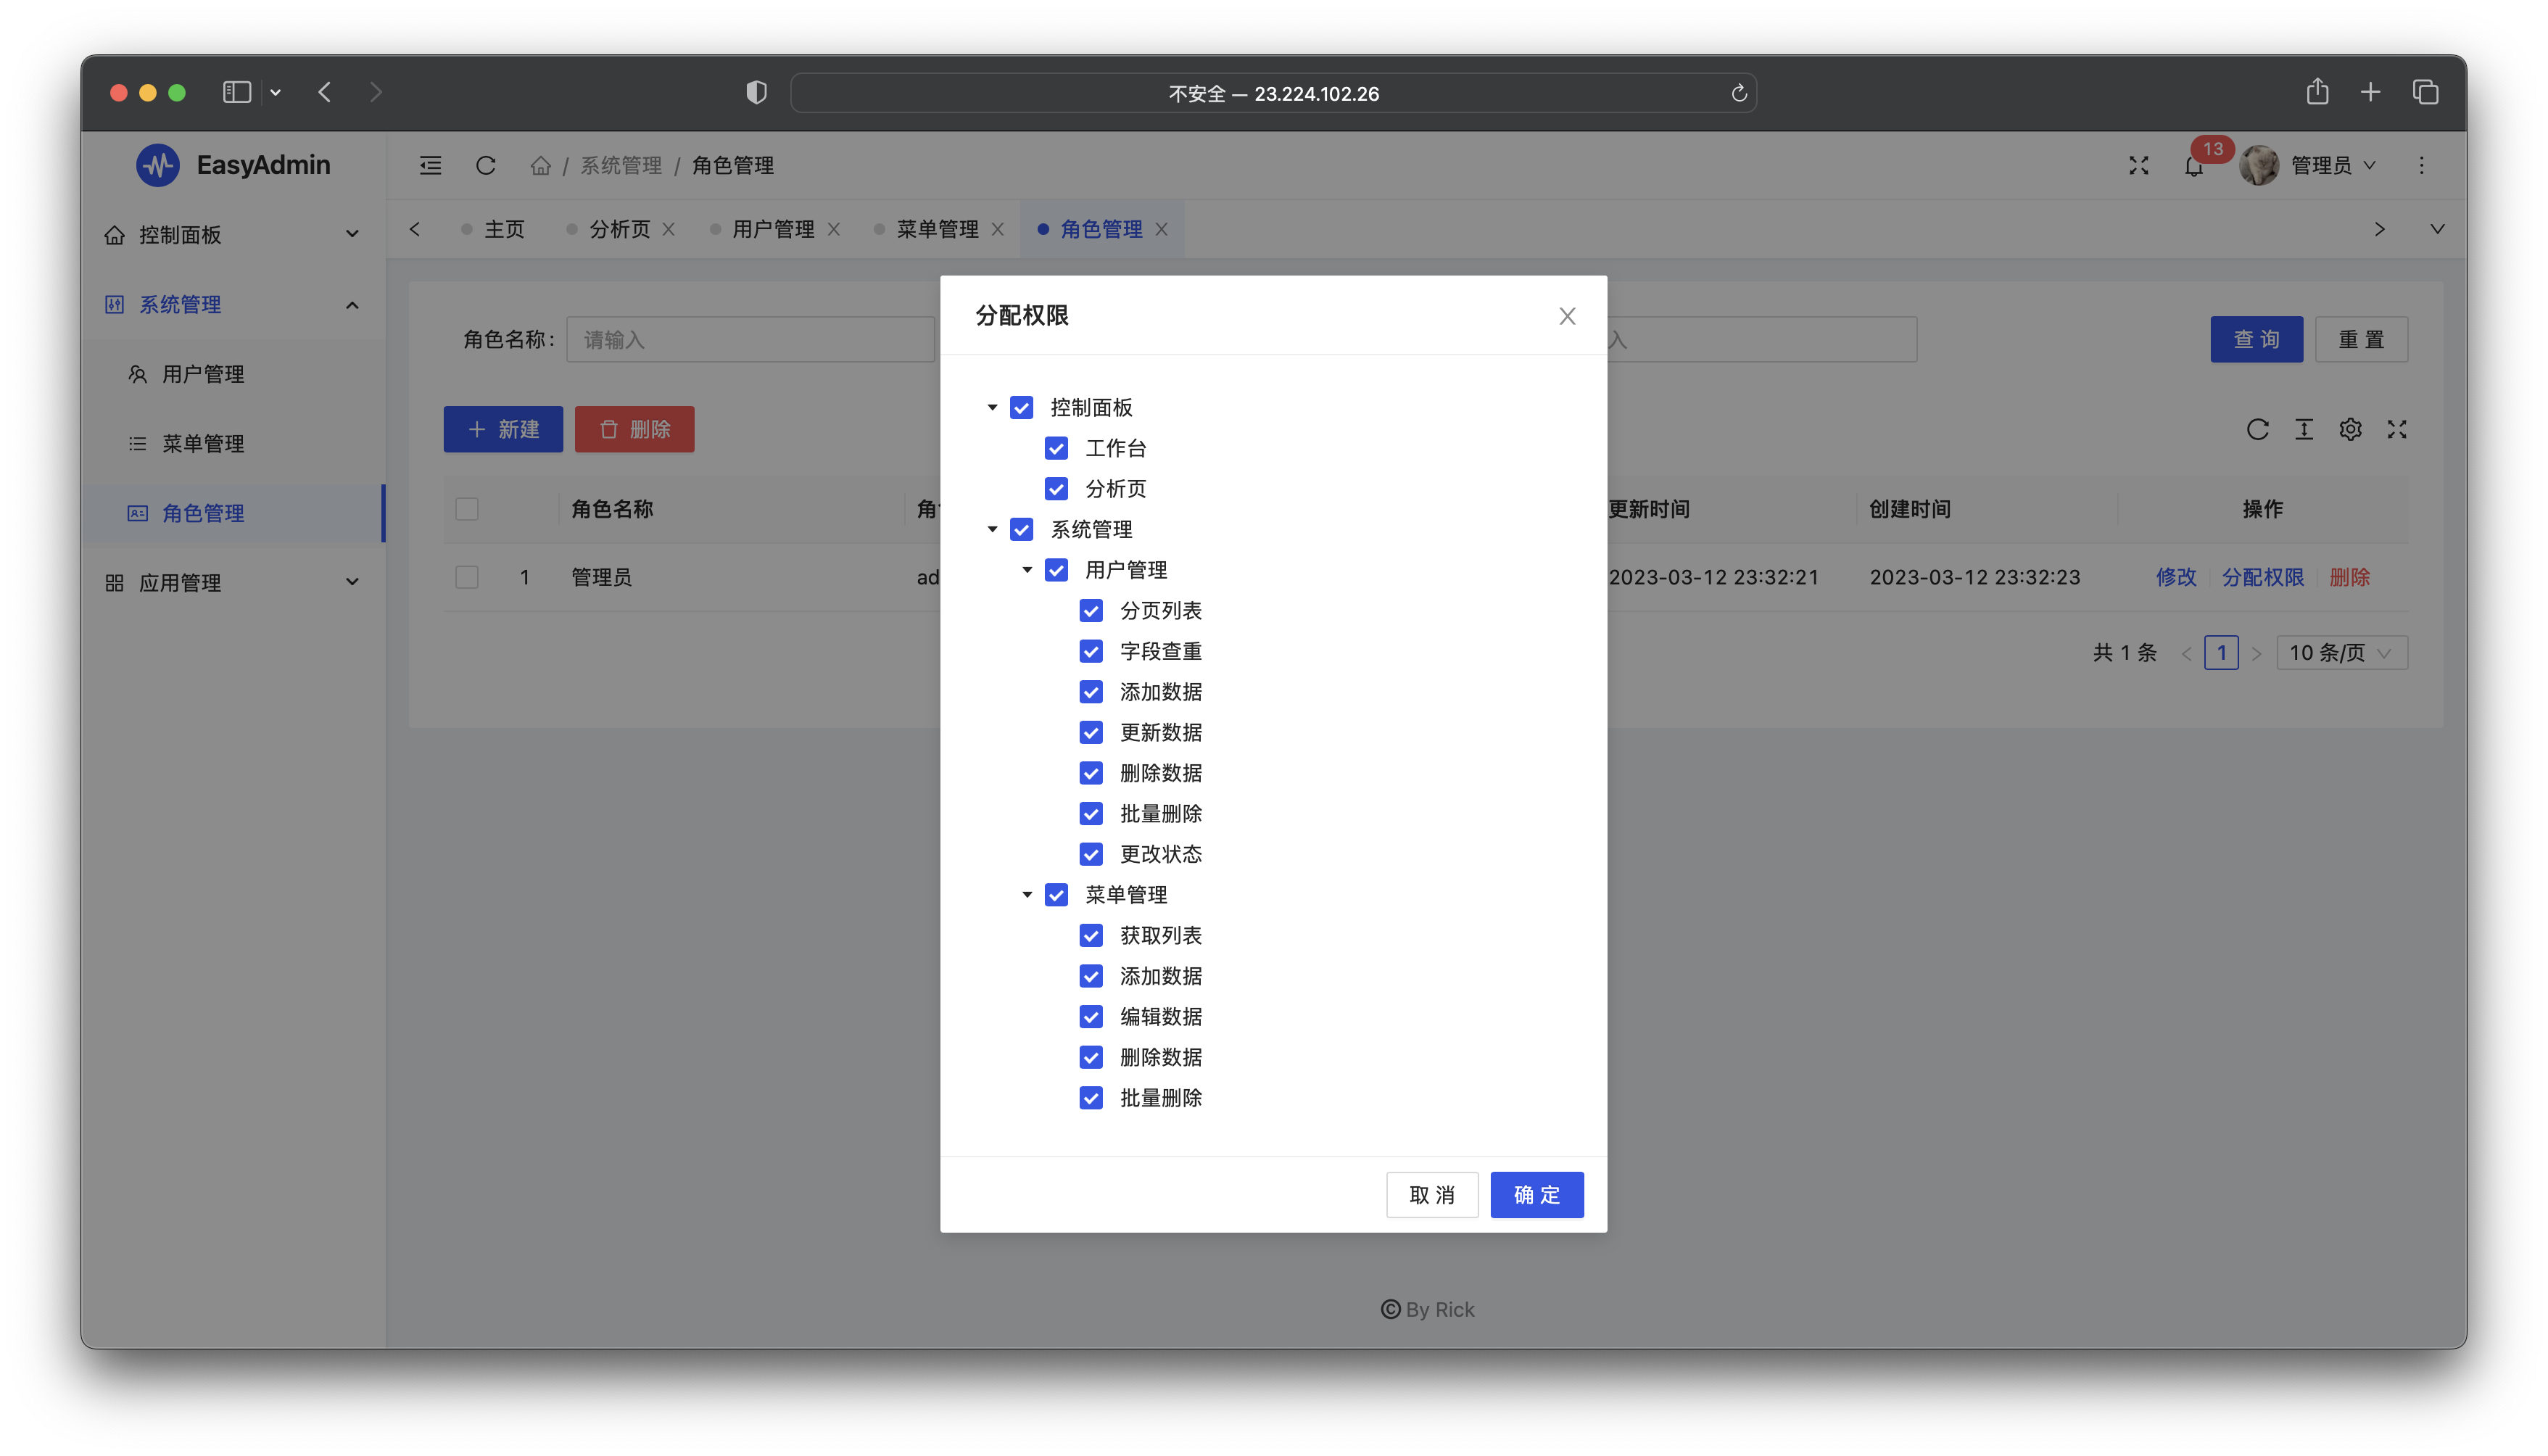 不安全 — 23.224.102.26
EasyAdmin
/ 系统管理 / 角色管理
13
管理员
控制面板
主页
分析页
用户管理
菜单管理
角色管理
系统管理
用户管理
菜单管理
角色管理
应用管理
角色名称:
请输入
入
查 询
重 置
新建
删除
角色名称
更新时间
创建时间
操作
1
管理员
ad
2023-03-12 23:32:21
2023-03-12 23:32:23
修改
分配权限
删除
共 1 条
1
10 条/页
分配权限
控制面板
工作台
分析页
系统管理
用户管理
分页列表
字段查重
添加数据
更新数据
删除数据
批量删除
更改状态
菜单管理
获取列表
添加数据
编辑数据
删除数据
批量删除
取 消
确 定
© By Rick